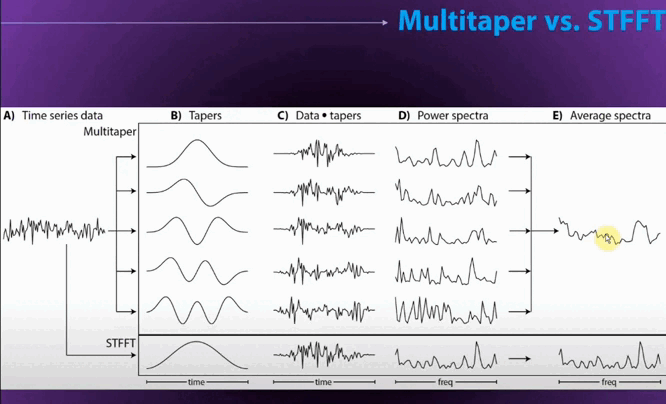 Multitaper vs. STFFT
A) Time series data
B) Tapers
C) Data • tapers
D) Power spectra
E) Average spectra
Multitaper
STFFT
time
time
freq
freq